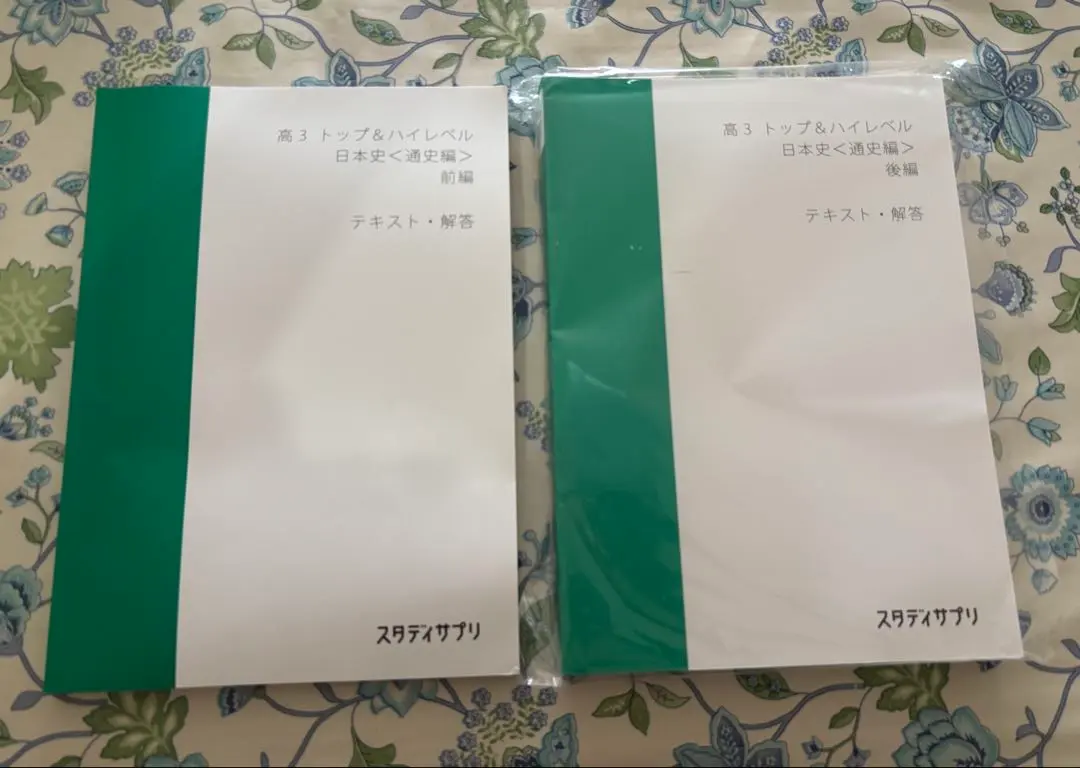 高3 トップ＆ハイレベル
日本史＜通史編＞
前編
テキスト・解答
スタディサプリ
高3 トップ＆ハイレベル
日本史＜通史編＞
後編
テキスト・解答
スタディサプリ